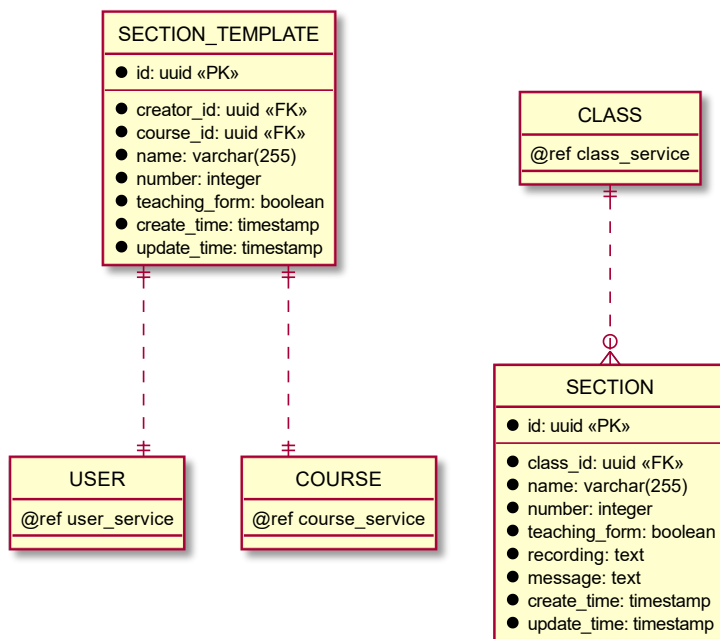 SECTION_TEMPLATE
id: uuid «PK»
creator_id: uuid «FK»
course_id: uuid «FK»
name: varchar(255)
number: integer
teaching_form: boolean
create_time: timestamp
update_time: timestamp
CLASS
@ref class_service
USER
@ref user_service
COURSE
@ref course_service
SECTION
id: uuid «PK»
class_id: uuid «FK»
name: varchar(255)
number: integer
teaching_form: boolean
recording: text
message: text
create_time: timestamp
update_time: timestamp